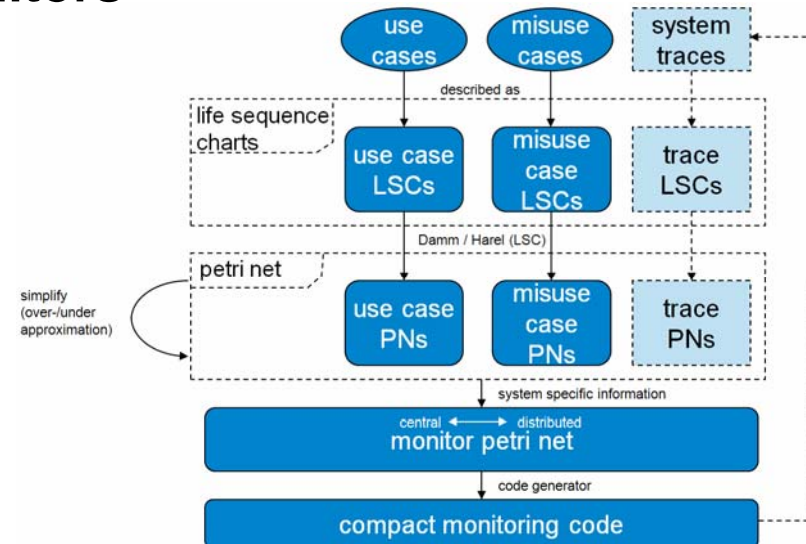 use
cases
misuse
cases
system
traces
described as
life sequence
charts
use case
LSCs
misuse
case
LSCs
trace
LSCs
Damm / Harel (LSC)
petri net
simplify
(over-/under
approximation)
use case
PNs
misuse
case
PNs
trace
PNs
system specific information
central distributed
monitor petri net
code generator
compact monitoring code